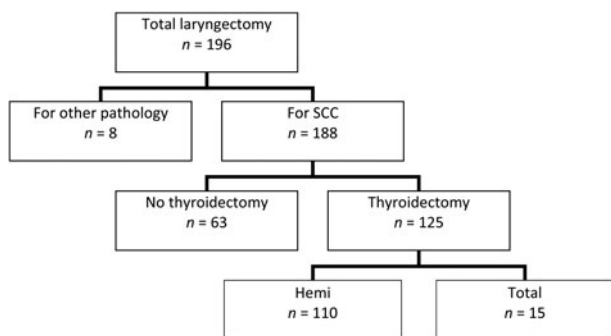 Total laryngectomy
n = 196
For other pathology
n = 8
For SCC
n = 188
No thyroidectomy
n = 63
Thyroidectomy
n = 125
Hemi
n = 110
Total
n = 15